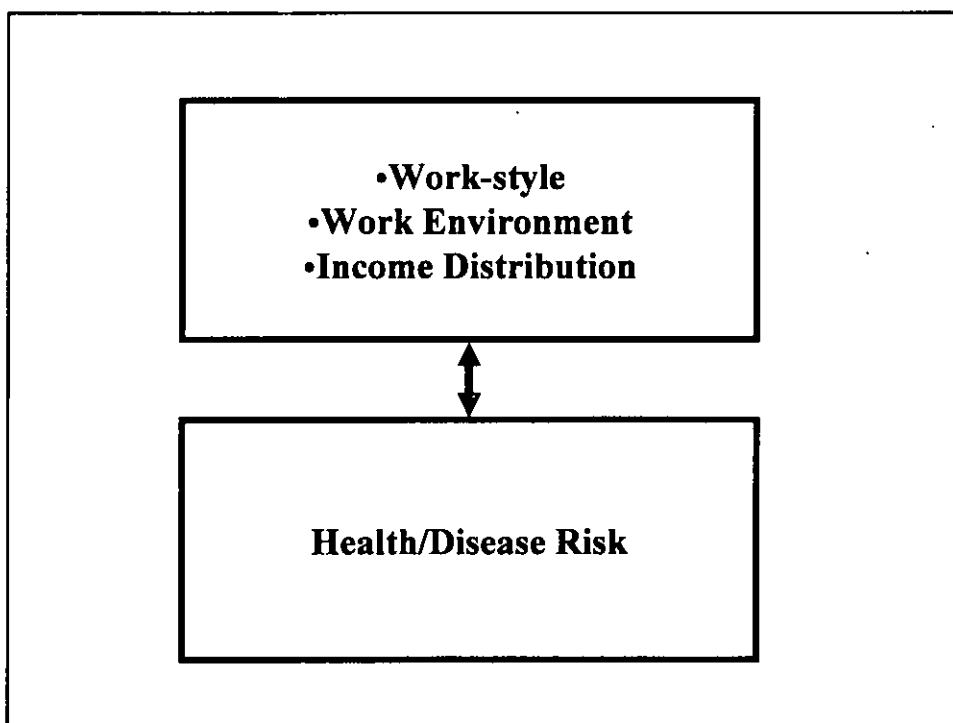 •Work-style
•Work Environment
•Income Distribution
Health/Disease Risk